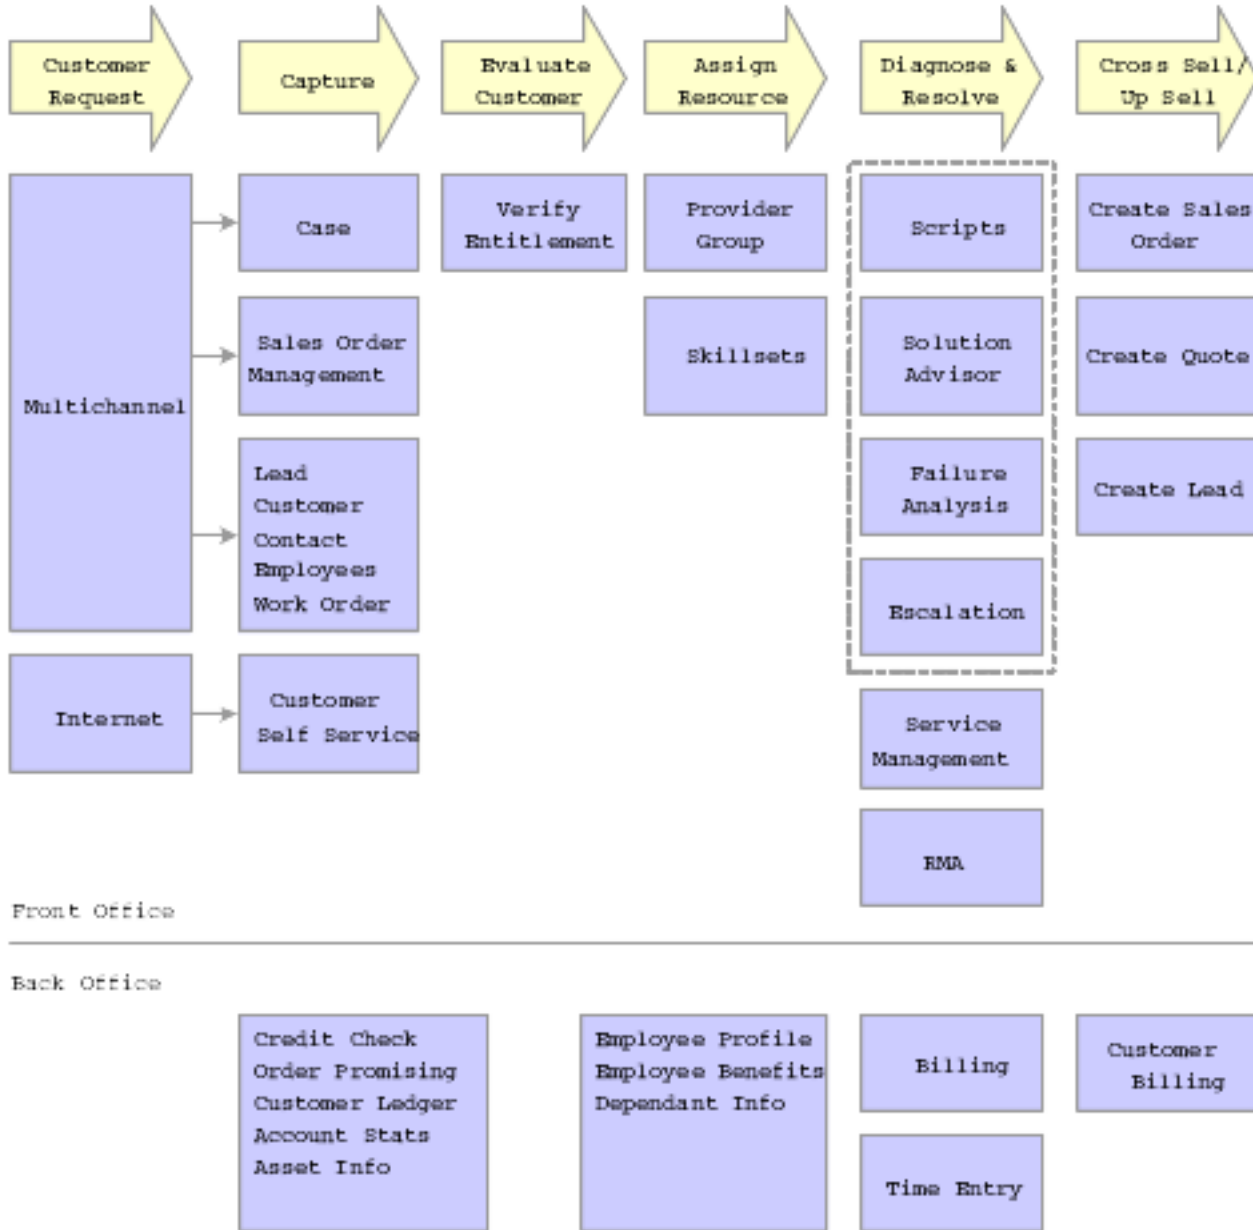 Customer
Request
Capture
Evaluate
Customer
Assign
Resource
Diagnose &
Resolve
Cross Sell/
Up Sell
Multichannel
Case
Verify
Entitlement
Provider
Group
Scripts
Create Sales
Order
Sales Order
Management
Skillsets
Solution
Advisor
Create Quote
Lead
Customer
Contact
Employees
Work Order
Failure
Analysis
Create Lead
Escalation
Internet
Customer
Self Service
Service
Management
RMA
Front Office
Back Office
Credit Check
Order Promising
Customer Ledger
Account Stats
Asset Info
Employee Profile
Employee Benefits
Dependant Info
Billing
Customer
Billing
Time Entry